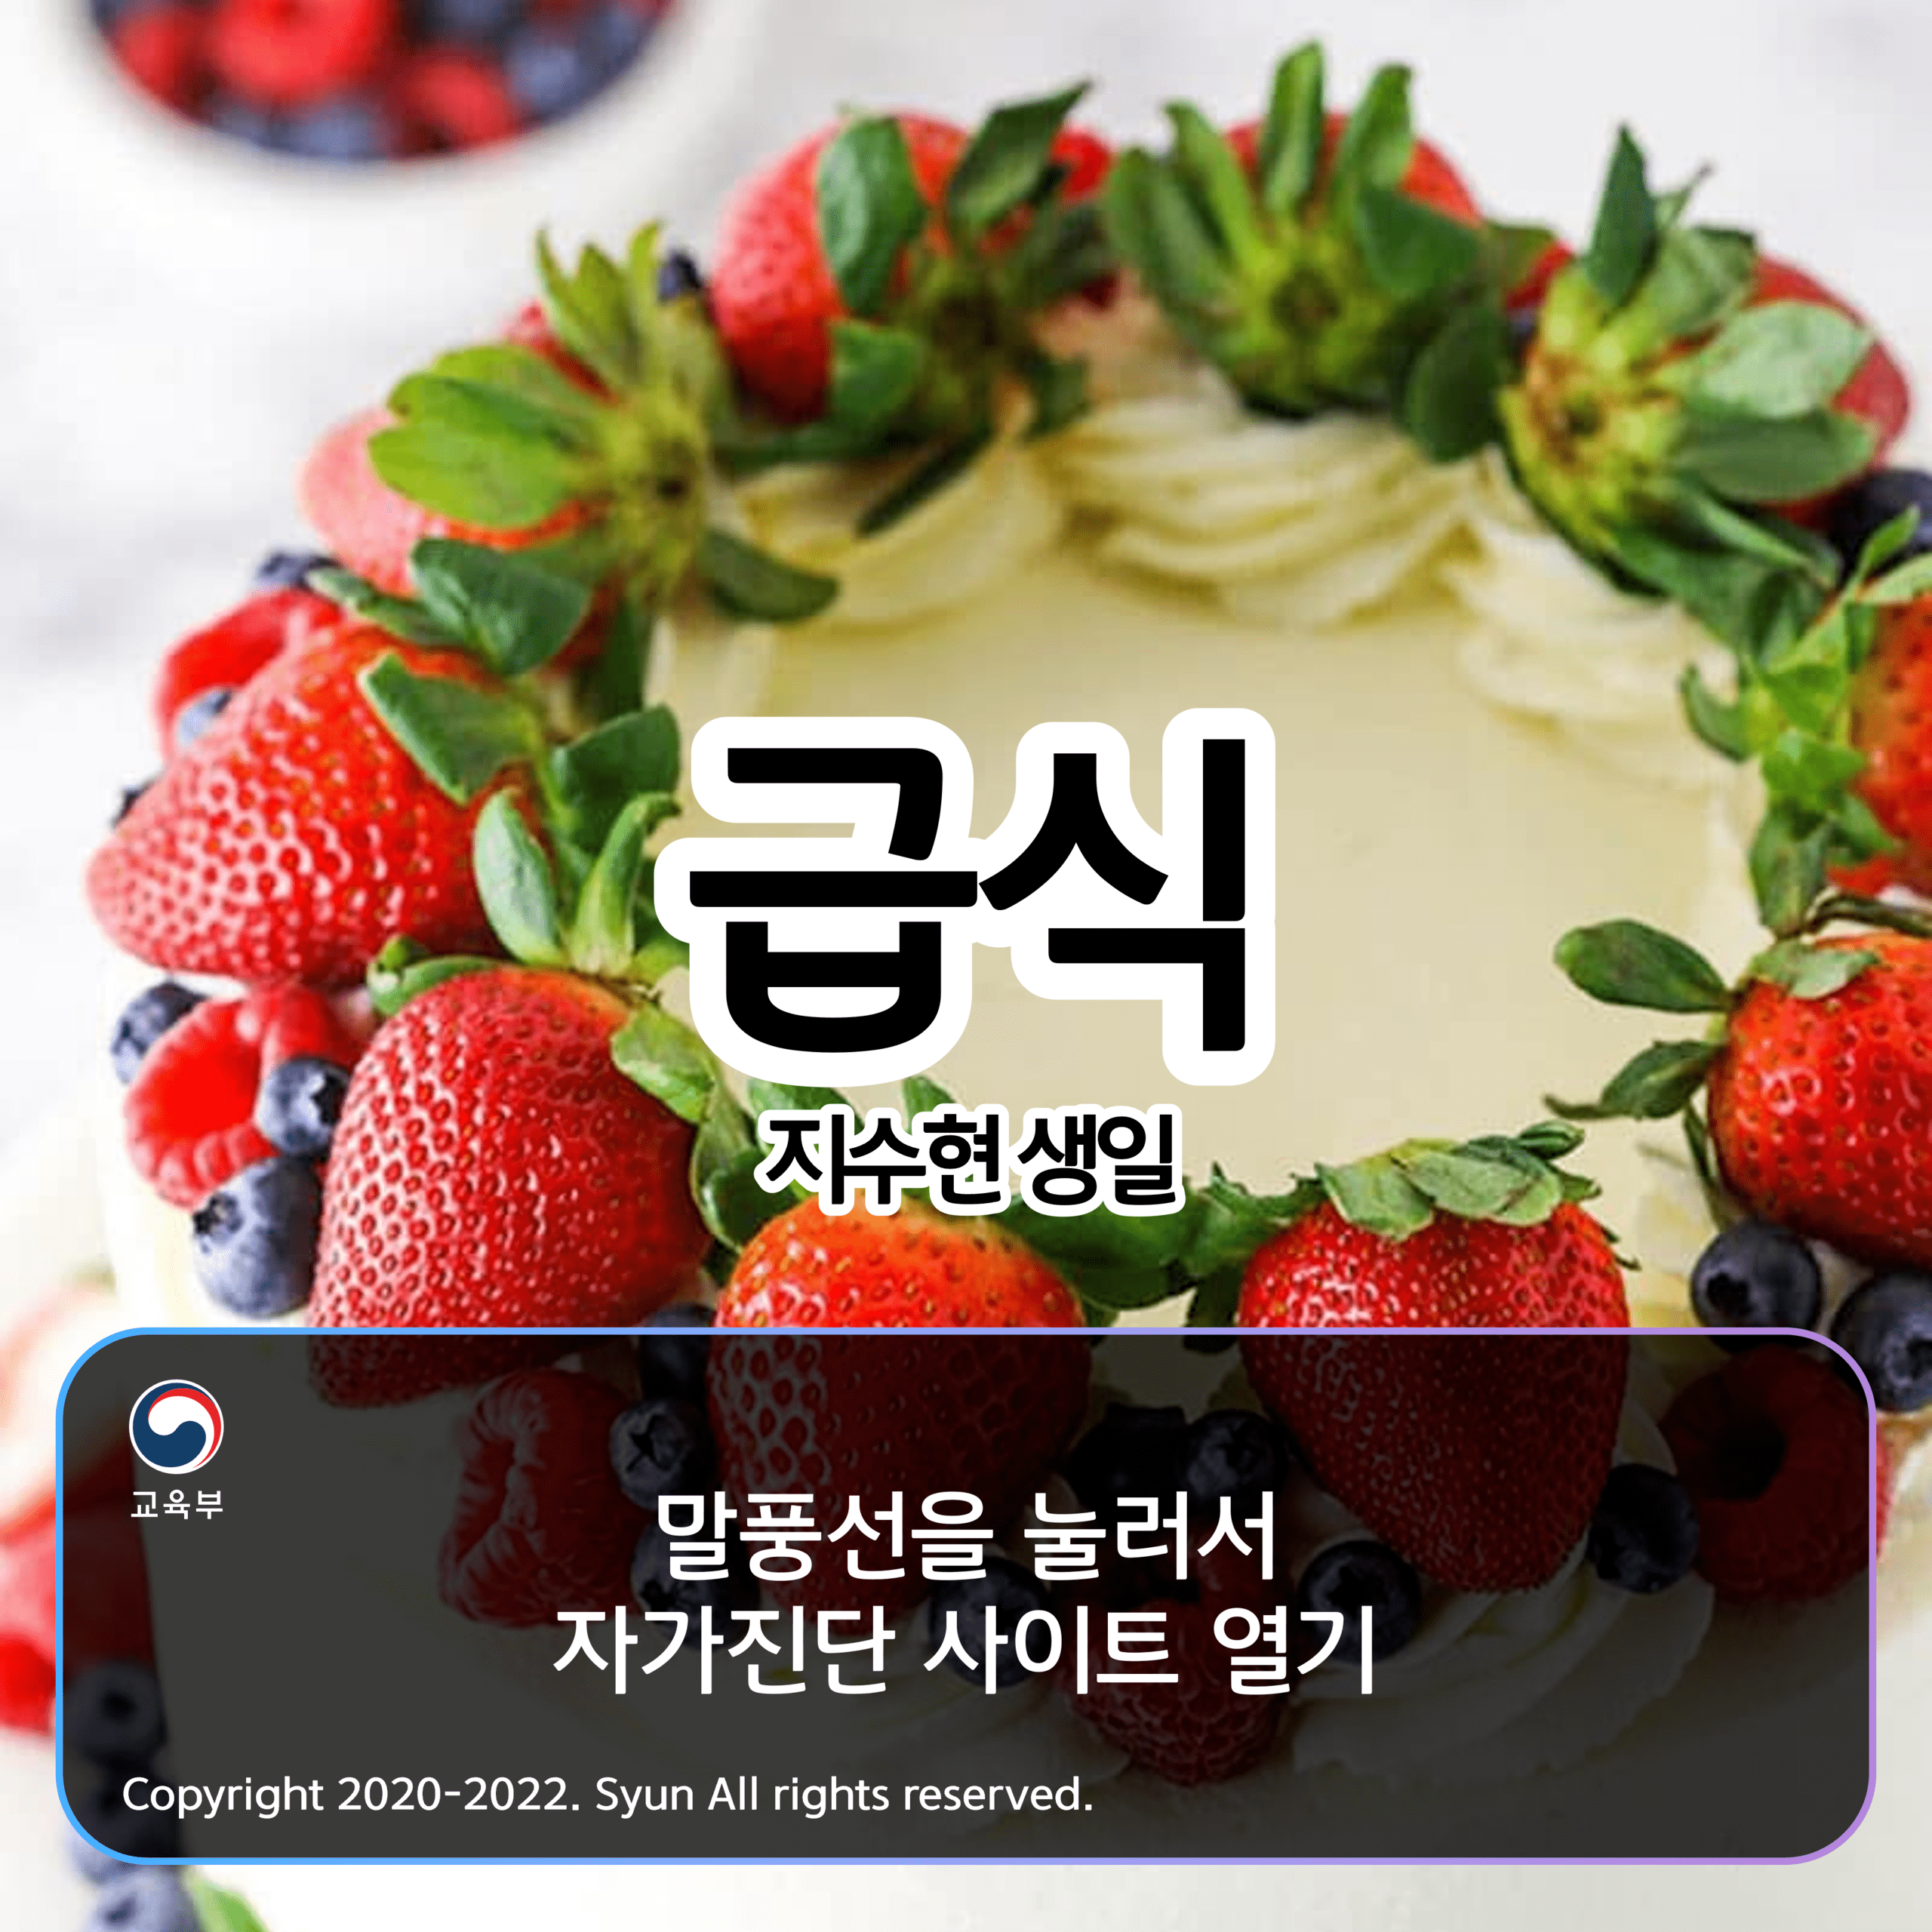 급식
지수현 생일
교육부
말풍선을 눌러서
자가진단 사이트 열기
Copyright 2020-2022. Syun All rights reserved.